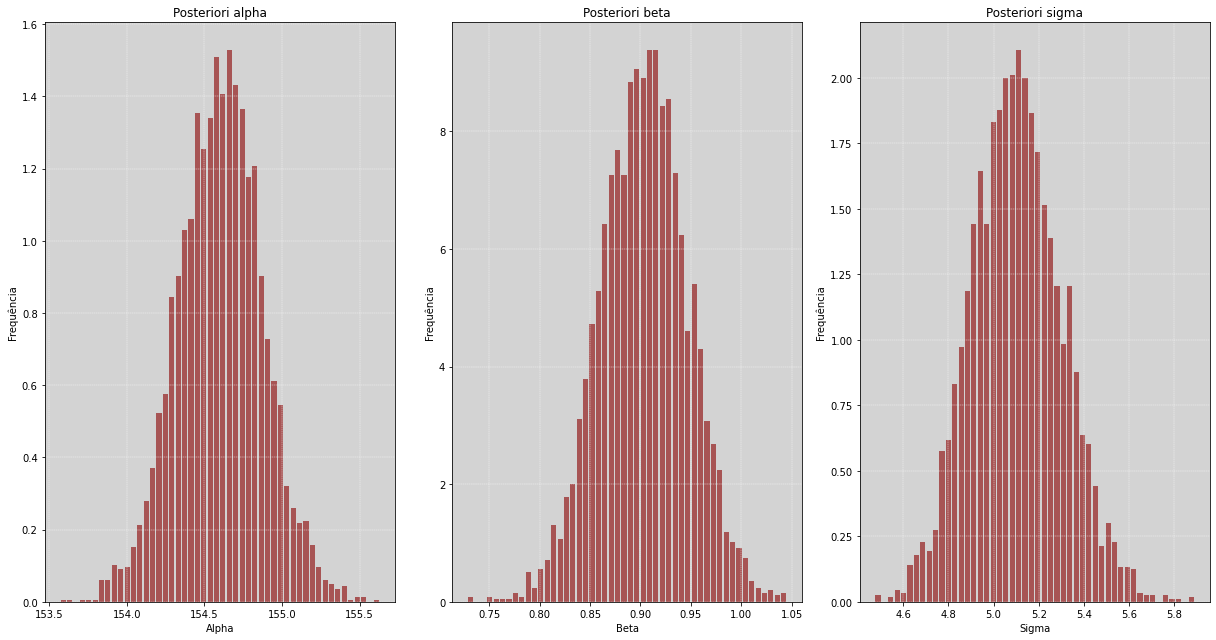 Posteriori alpha
1.6
1.4
1.2
1.0
0.8
0.6
0.4
0.2
0.0
Frequência
153.5 154.0 154.5 155.0 155.5
Alpha
Posteriori beta
8
6
4
2
0
Frequência
0.75 0.80 0.85 0.90 0.95 1.00 1.05
Beta
Posteriori sigma
2.00
1.75
1.50
1.25
1.00
0.75
0.50
0.25
0.00
Frequência
4.6 4.8 5.0 5.2 5.4 5.6 5.8
Sigma